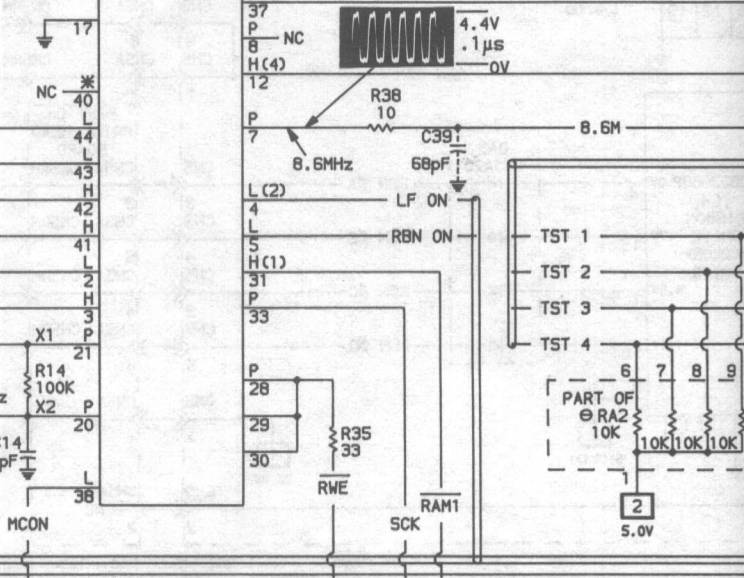 37
17
P
8
NC
4.4V
.1µs
0V
H(4)
12
*
NC
40
R38
10
L
44
P
7
8.6M
C39
68pF
8.6MHz
L
43
H
42
L(2)
4
LF ON
H
41
L
5
RBN ON
TST 1
L
2
H(1)
31
TST 2
H
3
P
33
TST 3
X1
P
21
TST 4
R14
100K
P
28
6
7
8
9
X2
P
20
29
PART OF
⊖ RA2
10K
10K
10K
10K
R35
33
14
pF
30
L
38
RWE
RAM1
1
2
5.0V
MCON
SCK